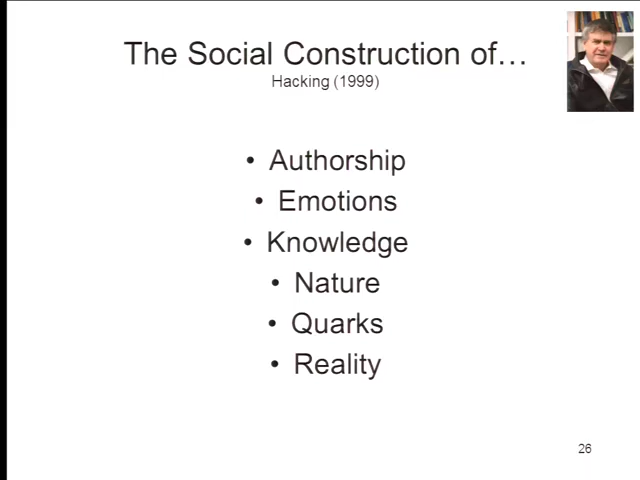 The Social Construction of…
Hacking (1999)
• Authorship
• Emotions
• Knowledge
• Nature
• Quarks
• Reality
26